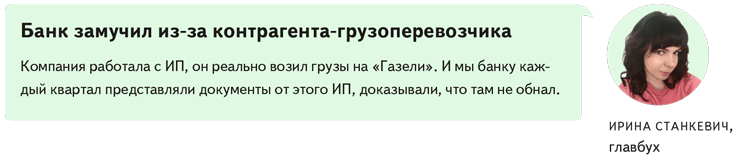 Банк замучил из-за контрагента-грузоперевозчика
Компания работала с ИП, он реально возил грузы на «Газели». И мы банку каж-
дый квартал представляли документы от этого ИП, доказывали, что там не обнал.
ИРИНА СТАНКЕВИЧ,
главбух